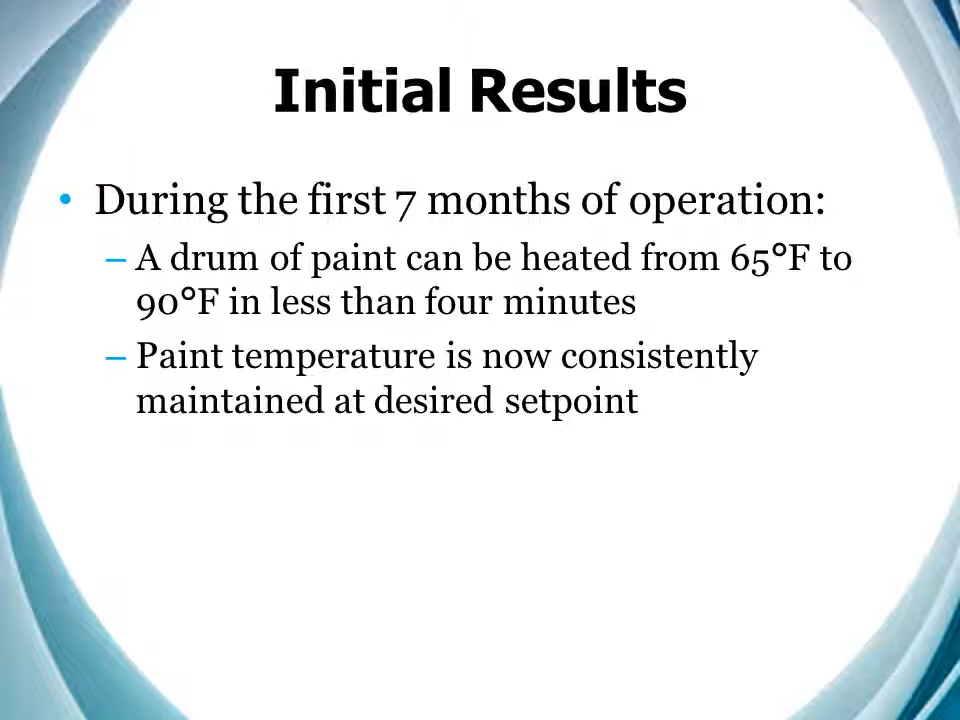 Initial Results
• During the first 7 months of operation:
– A drum of paint can be heated from 65°F to
90°F in less than four minutes
– Paint temperature is now consistently
maintained at desired setpoint